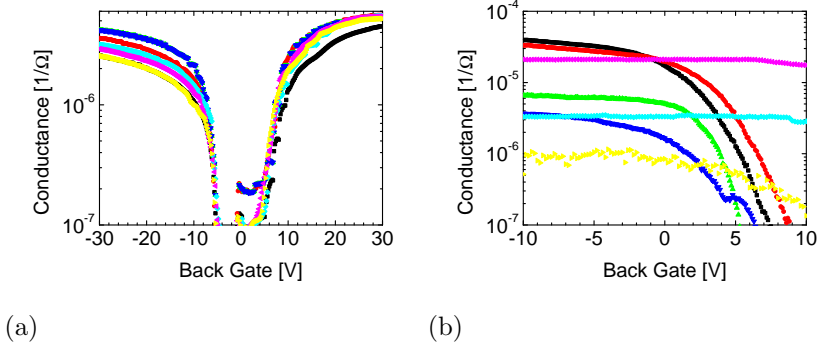 10^-6
10^-7
-30 -20 -10 0 10 20 30
Conductance [1/Ω]
Back Gate [V]
(a)
10^-4
10^-5
10^-6
10^-7
-10 -5 0 5 10
Conductance [1/Ω]
Back Gate [V]
(b)